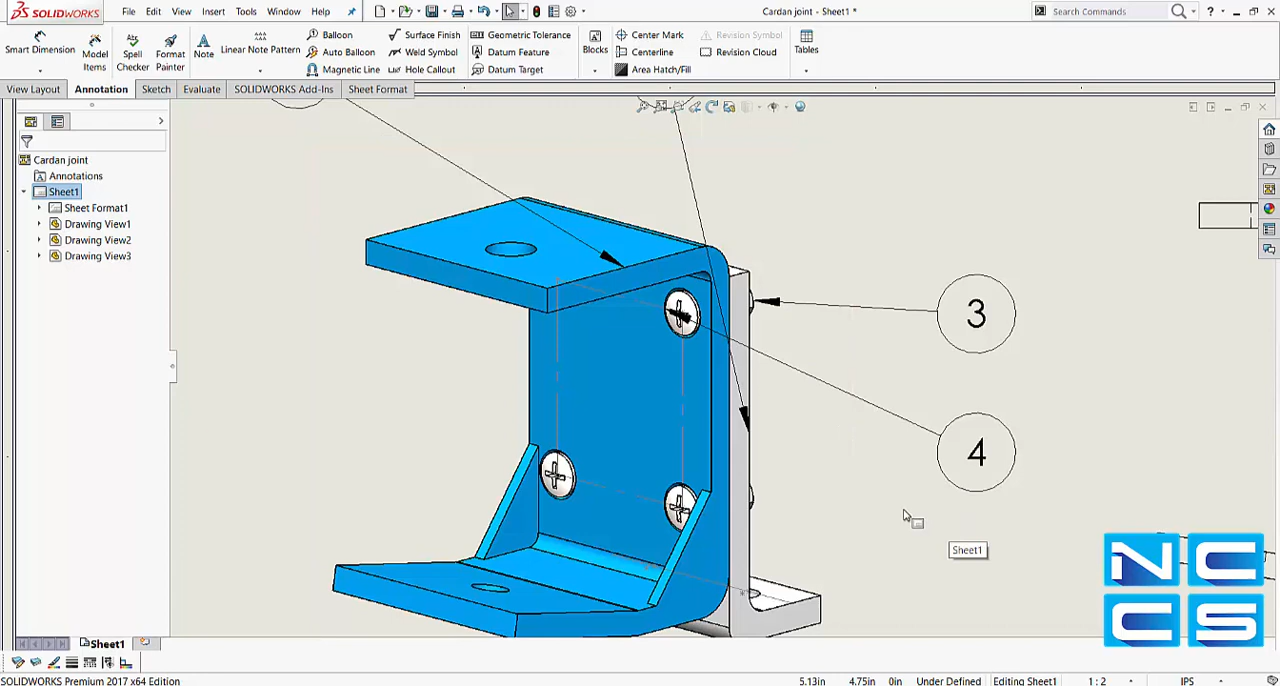 SOLIDWORKS File Edit View Insert Tools Window Help Cardan joint - Sheet1 * Search Commands ?
Smart Dimension
Model Items
Spell Checker
Format Painter
Note
Linear Note Pattern
Balloon
Auto Balloon
Magnetic Line
Surface Finish
Weld Symbol
Hole Callout
Geometric Tolerance
Datum Feature
Datum Target
Blocks
Center Mark
Centerline
Area Hatch/Fill
Revision Symbol
Revision Cloud
Tables
View Layout Annotation Sketch Evaluate SOLIDWORKS Add-Ins Sheet Format
Cardan joint
Annotations
Sheet1
Sheet Format1
Drawing View1
Drawing View2
Drawing View3
3
4
Sheet1
NC
CS
Sheet1
SOLIDWORKS Premium 2017 x64 Edition 5.13in 4.75in 0in Under Defined Editing Sheet1 1 : 2 IPS